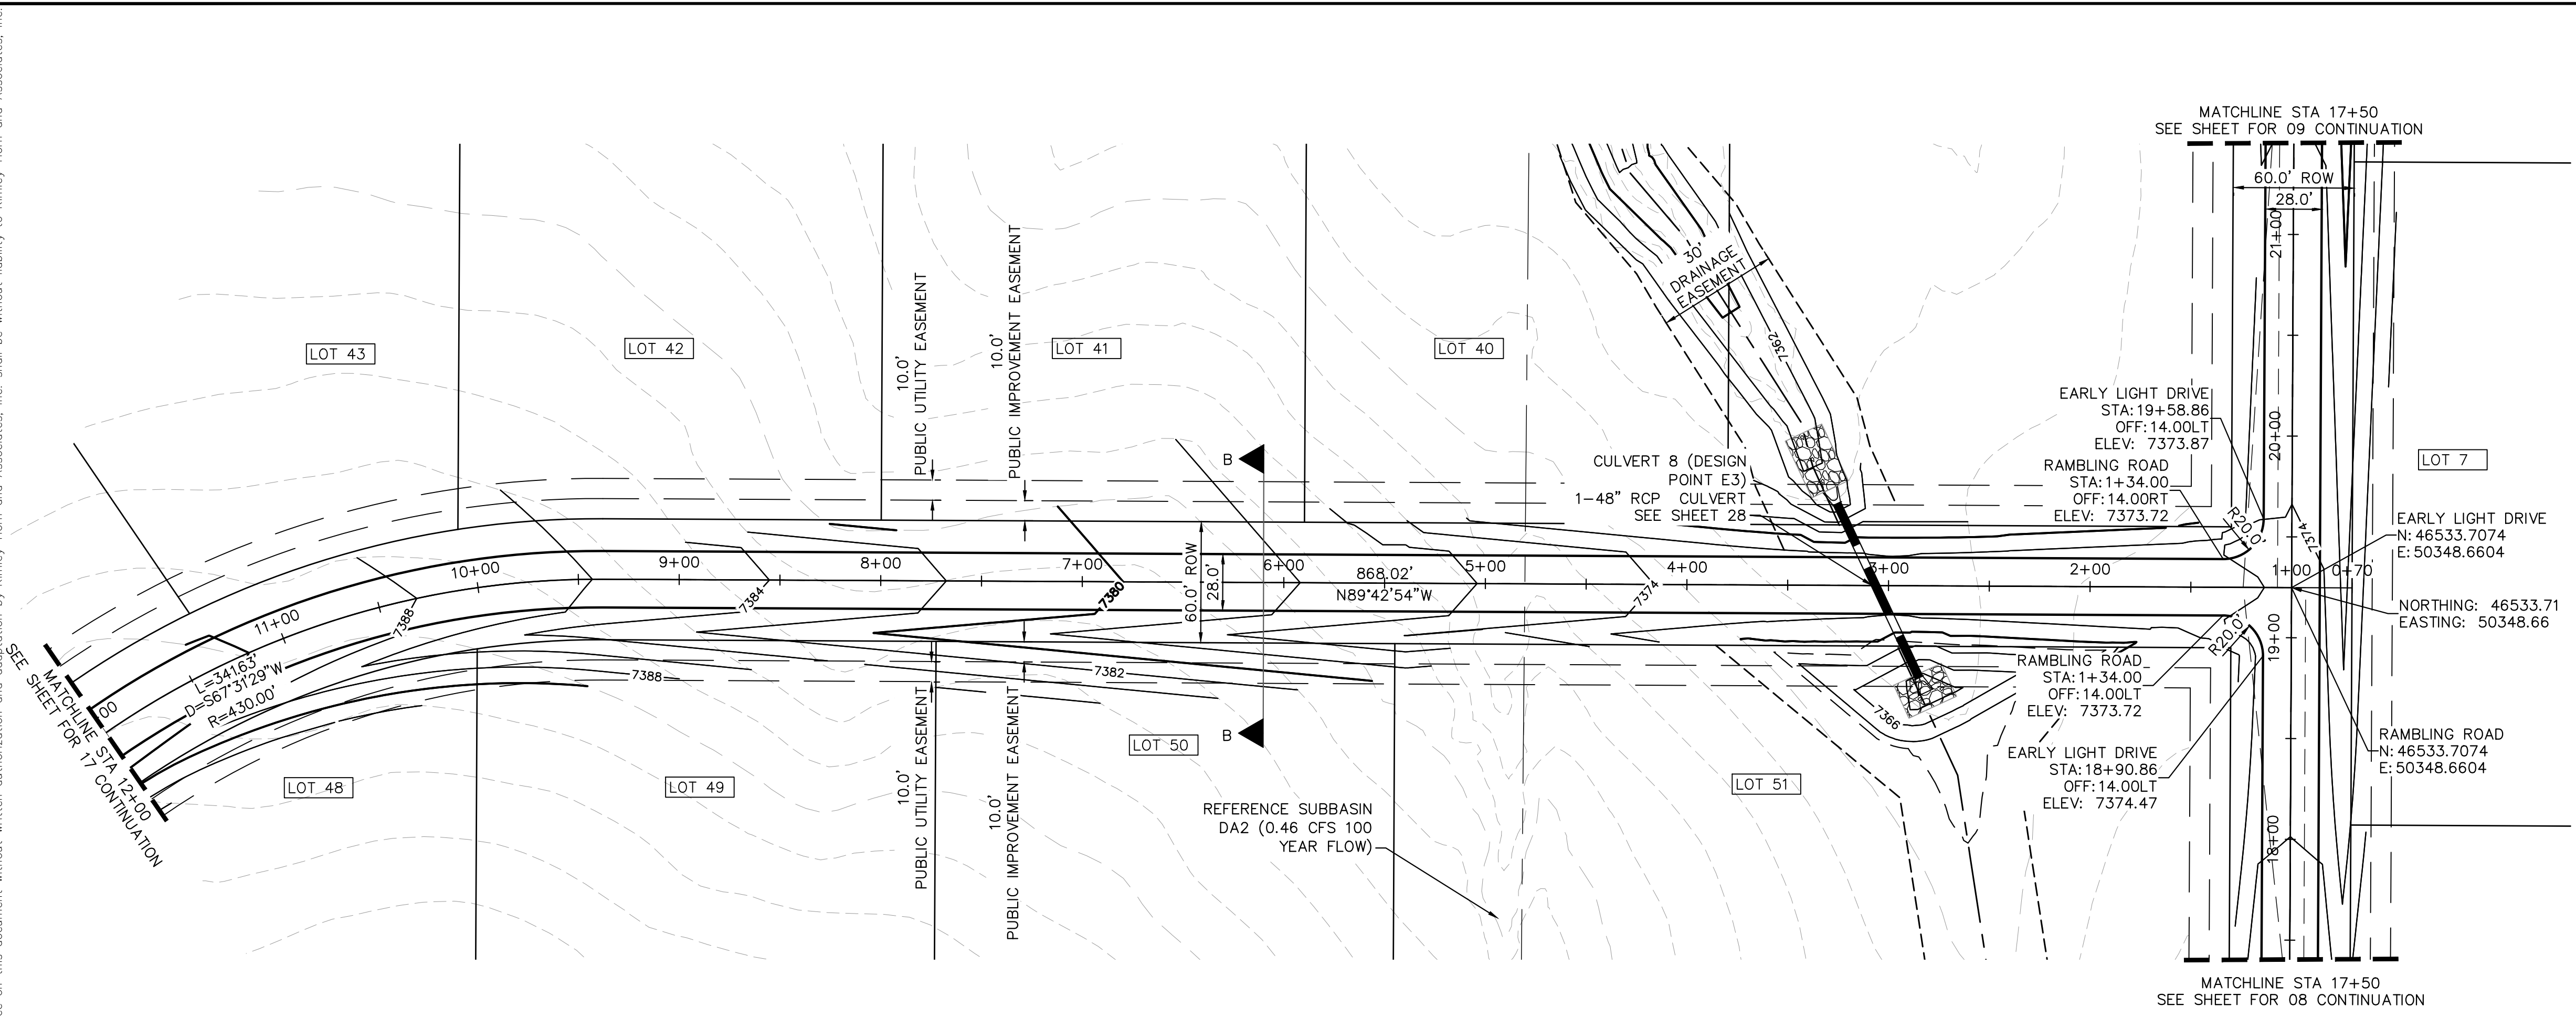 MATCHLINE STA 17+50
SEE SHEET FOR 09 CONTINUATION
60.0' ROW
28.0'
21+00
30'
DRAINAGE
EASEMENT
7362
LOT 43
LOT 42
10.0'
PUBLIC UTILITY EASEMENT
10.0'
PUBLIC IMPROVEMENT EASEMENT
LOT 41
LOT 40
EARLY LIGHT DRIVE
STA:19+58.86
OFF:14.00LT
ELEV: 7373.87
20+00
RAMBLING ROAD
STA:1+34.00
OFF:14.00RT
ELEV: 7373.72
LOT 7
B
CULVERT 8 (DESIGN
POINT E3)
1-48" RCP CULVERT
SEE SHEET 28
R20.0'
7374
EARLY LIGHT DRIVE
N: 46533.7074
E: 50348.6604
11+00
10+00
9+00
8+00
7+00
6+00
5+00
4+00
3+00
2+00
1+00
0+70
60.0' ROW
28.0'
868.02'
N89°42'54"W
7388
7384
7380
7374
NORTHING: 46533.71
EASTING: 50348.66
R20.0'
19+00
L=341.63'
D=S67°31'29"W
R=430.00'
00
MATCHLINE STA 12+00
SEE SHEET FOR 17 CONTINUATION
7388
7382
7366
RAMBLING ROAD
STA:1+34.00
OFF:14.00LT
ELEV: 7373.72
B
LOT 50
LOT 48
LOT 49
LOT 51
10.0'
PUBLIC UTILITY EASEMENT
10.0'
PUBLIC IMPROVEMENT EASEMENT
EARLY LIGHT DRIVE
STA:18+90.86
OFF:14.00LT
ELEV: 7374.47
RAMBLING ROAD
N: 46533.7074
E: 50348.6604
REFERENCE SUBBASIN
DA2 (0.46 CFS 100
YEAR FLOW)
18+00
MATCHLINE STA 17+50
SEE SHEET FOR 08 CONTINUATION